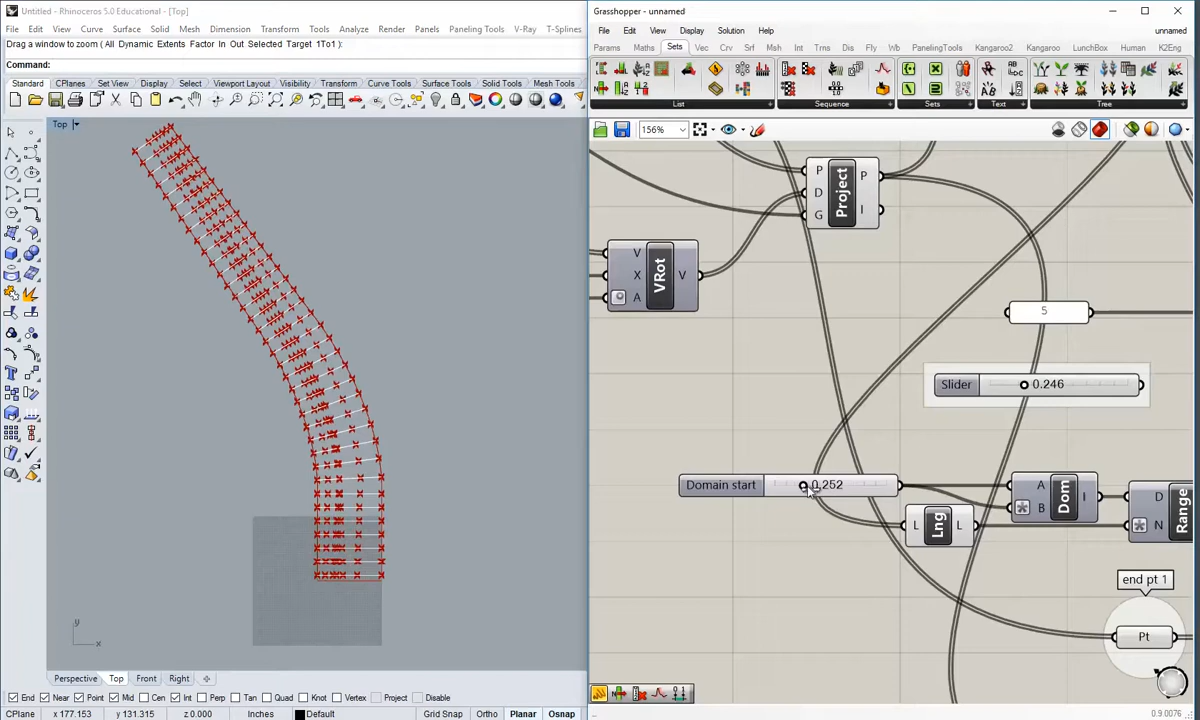 Untitled - Rhinoceros 5.0 Educational - [Top]
File Edit View Curve Surface Solid Mesh Dimension Transform Tools Analyze Render Panels Paneling Tools V-Ray T-Splines
Drag a window to zoom ( All Dynamic Extents Factor In Out Selected Target 1To1 ):
Command:
Standard CPlanes Set View Display Select Viewport Layout Visibility Transform Curve Tools Surface Tools Solid Tools Mesh Tools
Top
y
x
Perspective Top Front Right
End Near Point Mid Cen Int Perp Tan Quad Knot Vertex Project Disable
CPlane x 177.153 y 131.315 z 0.000 Inches Default Grid Snap Ortho Planar Osnap
Grasshopper - unnamed
File Edit View Display Solution Help unnamed
Params Maths Sets Vec Crv Srf Msh Int Trns Dis Fly Wb PanelingTools Kangaroo2 Kangaroo LunchBox Human K2Eng
List Sequence Sets Text Tree
156%
P
D
G
Project
P
I
V
X
A
VRot
V
5
Slider 0.246
Domain start 0.252
A
B
Dom
I
L
Lng
L
D
N
Range
end pt 1
Pt
0.9.0076